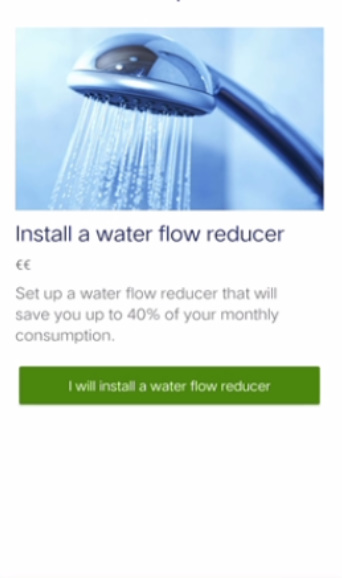 Install a water flow reducer
€€
Set up a water flow reducer that will
save you up to 40% of your monthly
consumption.
I will install a water flow reducer